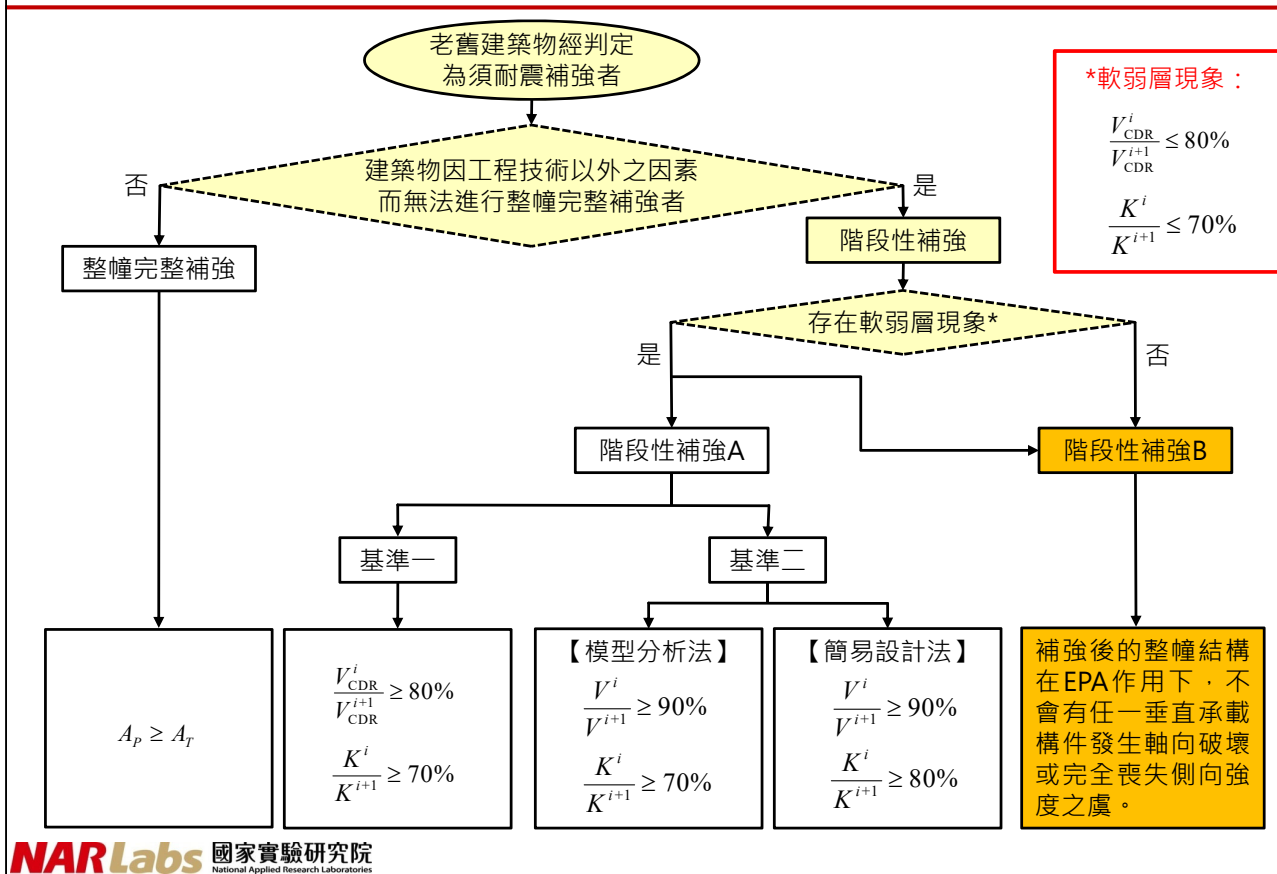 老舊建築物經判定
為須耐震補強者
*軟弱層現象：
V^i_CDR / V^{i+1}_CDR ≤ 80%
K^i / K^{i+1} ≤ 70%
建築物因工程技術以外之因素
而無法進行整幢完整補強者
否
是
整幢完整補強
階段性補強
存在軟弱層現象*
是
否
階段性補強A
階段性補強B
基準一
基準二
A_P ≥ A_T
V^i_CDR / V^{i+1}_CDR ≥ 80%
K^i / K^{i+1} ≥ 70%
【模型分析法】
V^i / V^{i+1} ≥ 90%
K^i / K^{i+1} ≥ 70%
【簡易設計法】
V^i / V^{i+1} ≥ 90%
K^i / K^{i+1} ≥ 80%
補強後的整幢結構
在EPA作用下，不
會有任一垂直承載
構件發生軸向破壞
或完全喪失側向強
度之虞。
NARLabs 國家實驗研究院
National Applied Research Laboratories